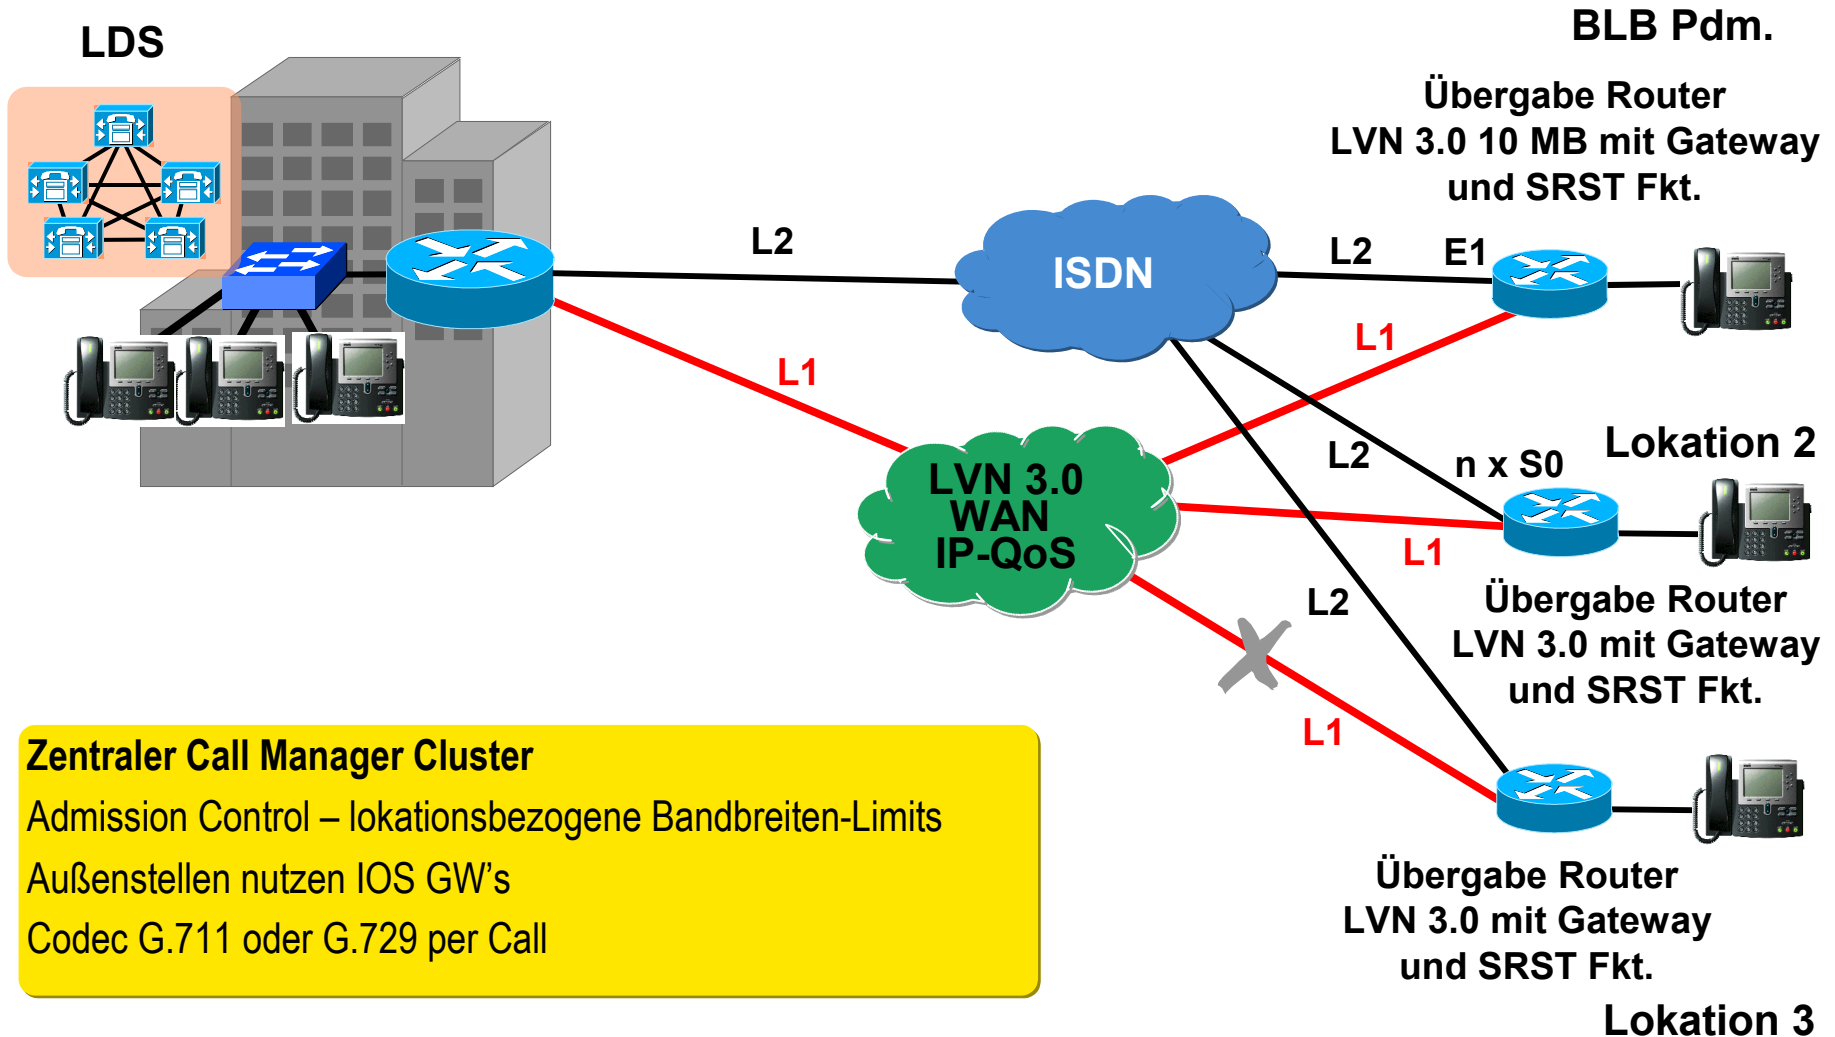 LDS
BLB Pdm.
Übergabe Router
LVN 3.0 10 MB mit Gateway
und SRST Fkt.
L2
ISDN
L2
E1
L1
L1
LVN 3.0
WAN
IP-QoS
L2
n x S0
Lokation 2
L1
L2
Übergabe Router
LVN 3.0 mit Gateway
und SRST Fkt.
L1
Zentraler Call Manager Cluster
Admission Control – lokationsbezogene Bandbreiten-Limits
Außenstellen nutzen IOS GW’s
Codec G.711 oder G.729 per Call
Übergabe Router
LVN 3.0 mit Gateway
und SRST Fkt.
Lokation 3